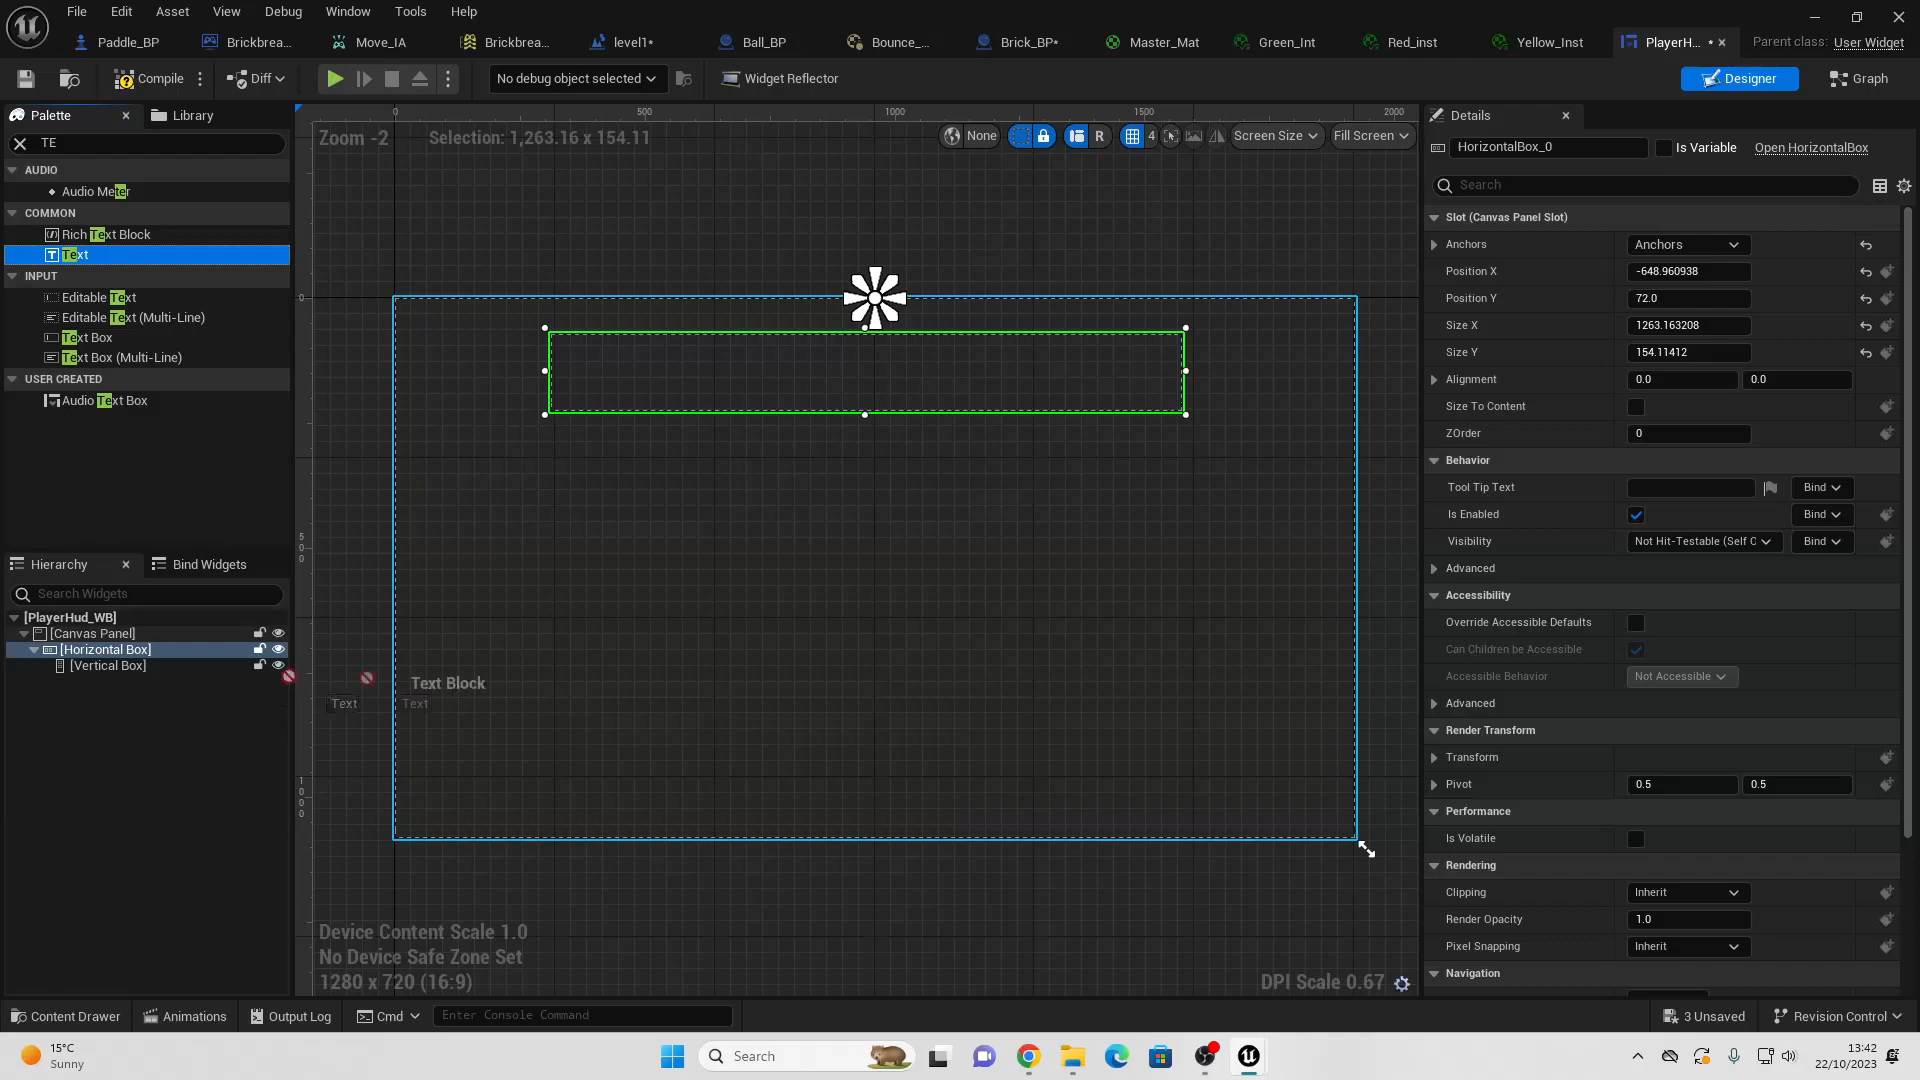 File Edit Asset View Debug Window Tools Help
Paddle_BP Brickbrea... Move_IA Brickbrea... level1* Ball_BP Bounce_... Brick_BP* Master_Mat Green_Int Red_inst Yellow_Inst PlayerH... * Parent class: User Widget
Compile Diff No debug object selected Widget Reflector Designer Graph
Palette Library
TE
AUDIO
Audio Meter
COMMON
Rich Text Block
Text
INPUT
Editable Text
Editable Text (Multi-Line)
Text Box
Text Box (Multi-Line)
USER CREATED
Audio Text Box
Hierarchy Bind Widgets
Search Widgets
[PlayerHud_WB]
[Canvas Panel]
[Horizontal Box]
[Vertical Box]
0 500 1000 1500 2000
Zoom -2 Selection: 1,263.16 x 154.11 None R 4 Screen Size Fill Screen
0
500
1000
Text Block
Text Text
Device Content Scale 1.0
No Device Safe Zone Set
1280 x 720 (16:9) DPI Scale 0.67
Details
HorizontalBox_0 Is Variable Open HorizontalBox
Search
Slot (Canvas Panel Slot)
Anchors Anchors
Position X -648.960938
Position Y 72.0
Size X 1263.163208
Size Y 154.11412
Alignment 0.0 0.0
Size To Content
ZOrder 0
Behavior
Tool Tip Text Bind
Is Enabled Bind
Visibility Not Hit-Testable (Self C Bind
Advanced
Accessibility
Override Accessible Defaults
Can Children be Accessible
Accessible Behavior Not Accessible
Advanced
Render Transform
Transform
Pivot 0.5 0.5
Performance
Is Volatile
Rendering
Clipping Inherit
Render Opacity 1.0
Pixel Snapping Inherit
Navigation
Content Drawer Animations Output Log Cmd Enter Console Command 3 Unsaved Revision Control
15°C
Sunny
Search
13:42
22/10/2023